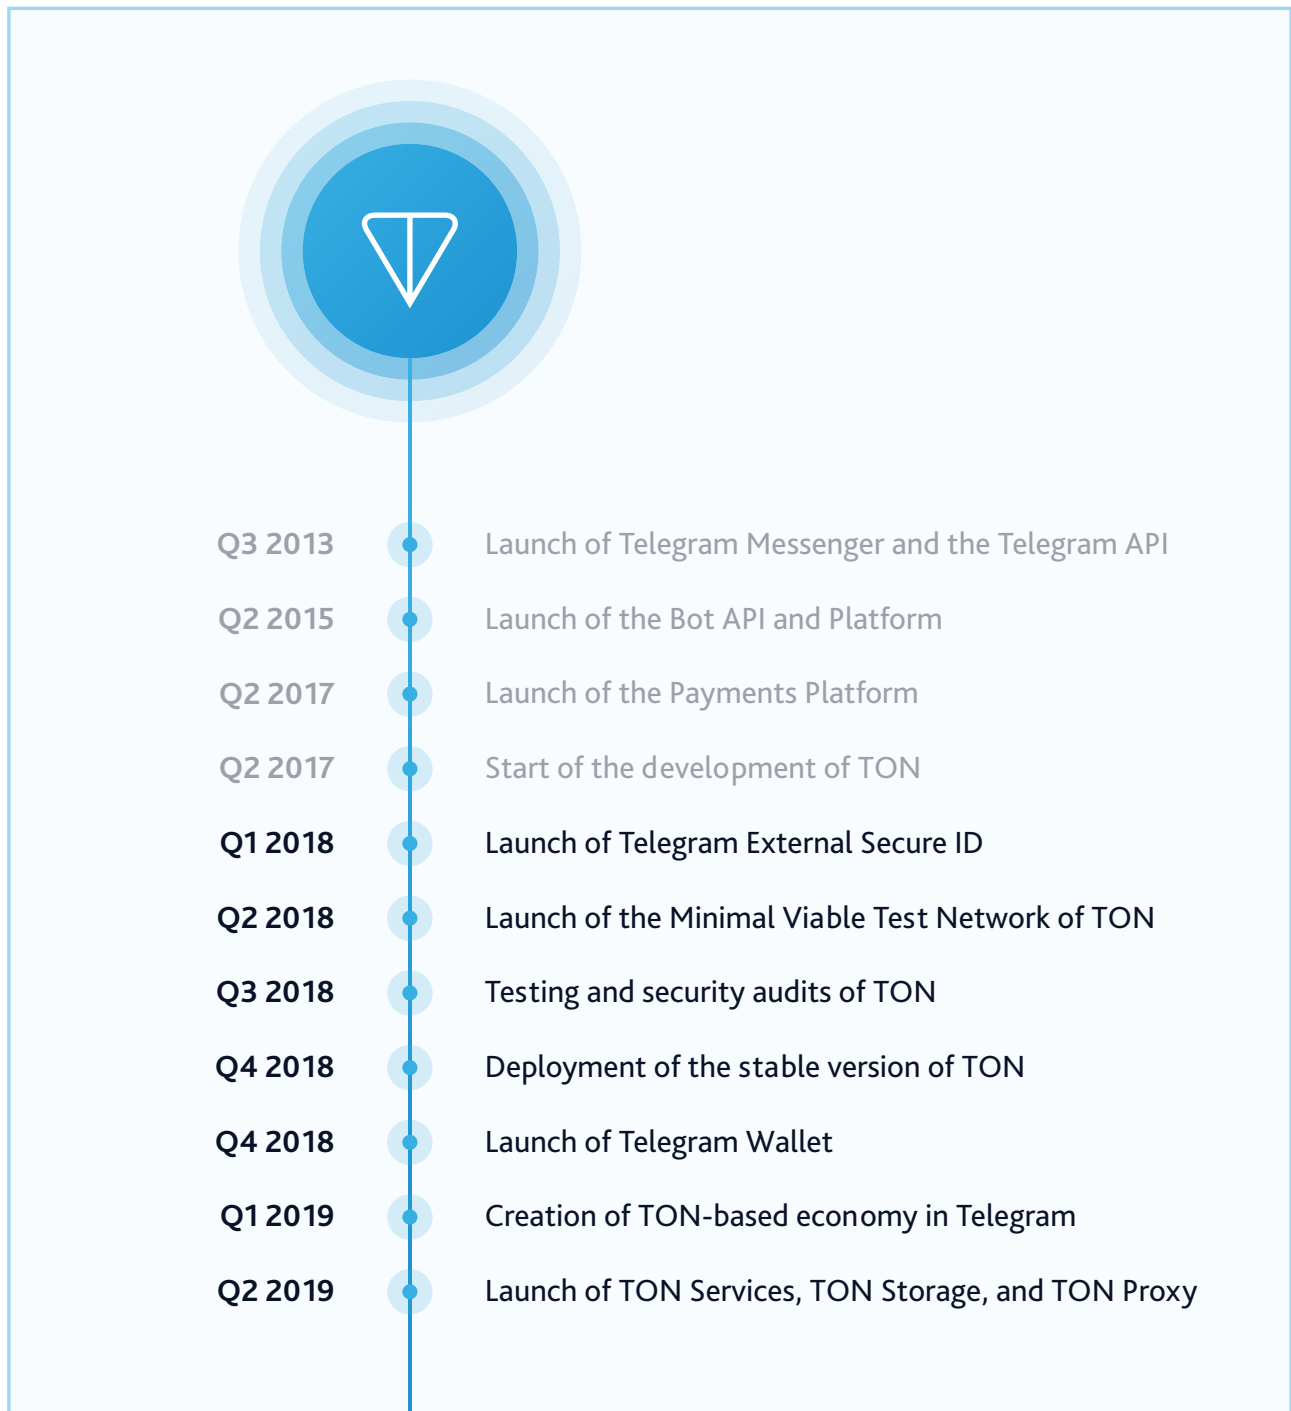 Q3 2013 Launch of Telegram Messenger and the Telegram API
Q2 2015 Launch of the Bot API and Platform
Q2 2017 Launch of the Payments Platform
Q2 2017 Start of the development of TON
Q1 2018 Launch of Telegram External Secure ID
Q2 2018 Launch of the Minimal Viable Test Network of TON
Q3 2018 Testing and security audits of TON
Q4 2018 Deployment of the stable version of TON
Q4 2018 Launch of Telegram Wallet
Q1 2019 Creation of TON-based economy in Telegram
Q2 2019 Launch of TON Services, TON Storage, and TON Proxy